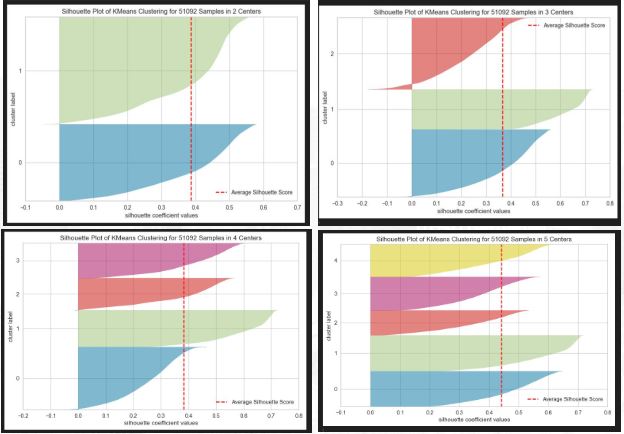 Silhouette Plot of KMeans Clustering for 51092 Samples in 2 Centers
1
0
cluster label
Average Silhouette Score
-0.1 0.0 0.1 0.2 0.3 0.4 0.5 0.6 0.7
silhouette coefficient values
Silhouette Plot of KMeans Clustering for 51092 Samples in 3 Centers
Average Silhouette Score
2
1
0
cluster label
-0.3 -0.2 -0.1 0.0 0.1 0.2 0.3 0.4 0.5 0.6 0.7 0.8
silhouette coefficient values
Silhouette Plot of KMeans Clustering for 51092 Samples in 4 Centers
3
2
1
0
cluster label
Average Silhouette Score
-0.2 -0.1 0.0 0.1 0.2 0.3 0.4 0.5 0.6 0.7 0.8
silhouette coefficient values
Silhouette Plot of KMeans Clustering for 51092 Samples in 5 Centers
4
3
2
1
0
cluster label
Average Silhouette Score
-0.1 0.0 0.1 0.2 0.3 0.4 0.5 0.6 0.7 0.8
silhouette coefficient values